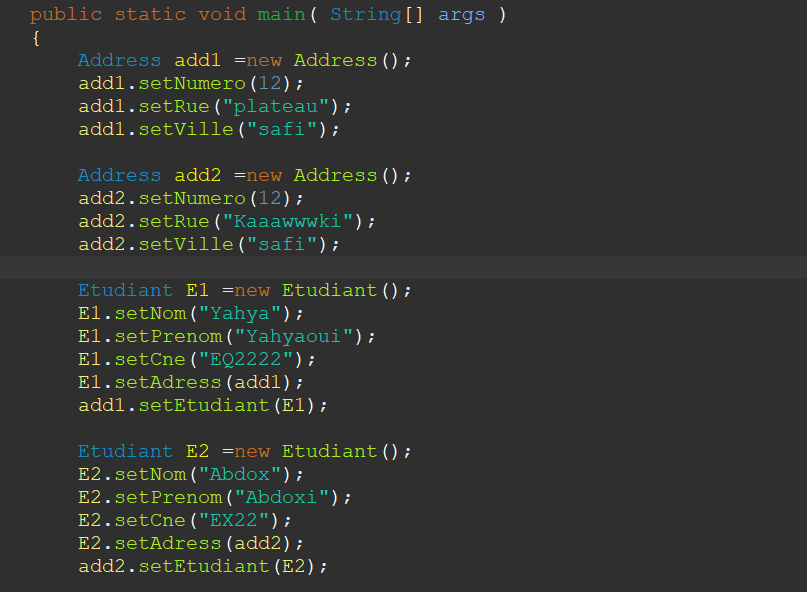 public static void main( String[] args )
{
Address add1 =new Address();
add1.setNumero(12);
add1.setRue("plateau");
add1.setVille("safi");
Address add2 =new Address();
add2.setNumero(12);
add2.setRue("Kaaawwwki");
add2.setVille("safi");
Etudiant E1 =new Etudiant();
E1.setNom("Yahya");
E1.setPrenom("Yahyaoui");
E1.setCne("EQ2222");
E1.setAdress(add1);
add1.setEtudiant(E1);
Etudiant E2 =new Etudiant();
E2.setNom("Abdox");
E2.setPrenom("Abdoxi");
E2.setCne("EX22");
E2.setAdress(add2);
add2.setEtudiant(E2);